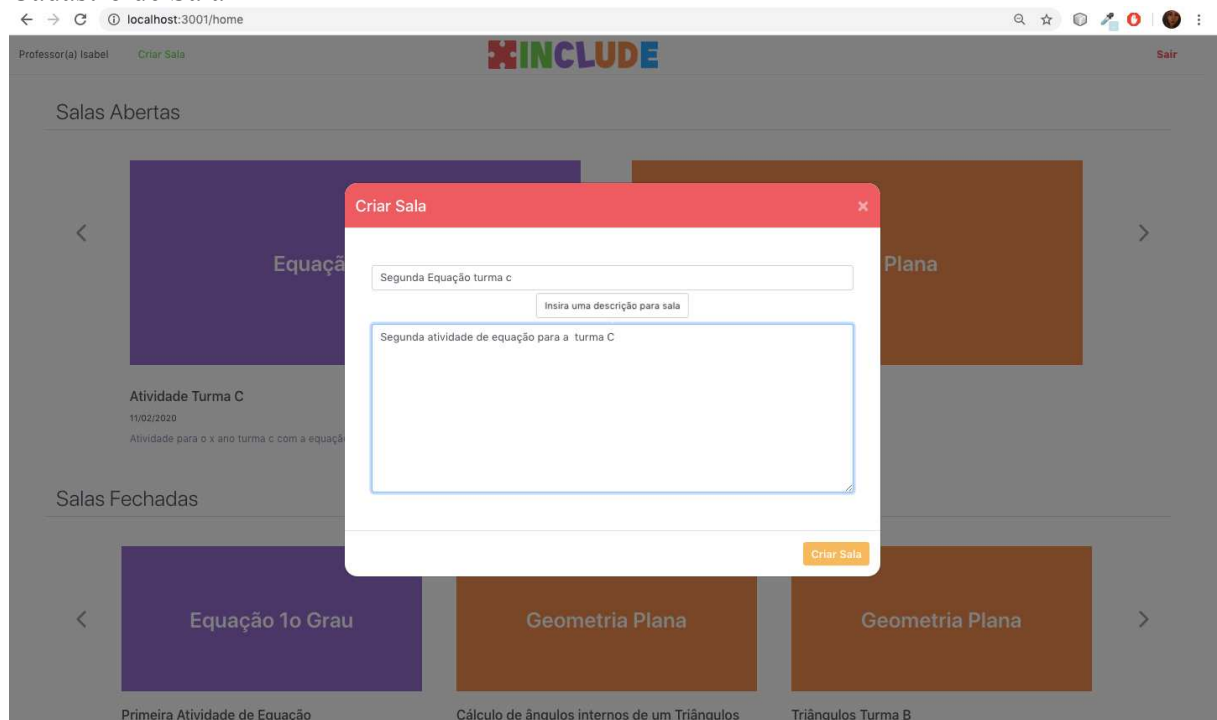 localhost:3001/home
Professor(a) Isabel
Criar Sala
INCLUDE
Sair
Salas Abertas
Equaçã
Plana
Criar Sala
×
Segunda Equação turma c
Insira uma descrição para sala
Segunda atividade de equação para a turma C
Atividade Turma C
11/02/2020
Atividade para o x ano turma c com a equaçã
Salas Fechadas
Criar Sala
Equação 1o Grau
Geometria Plana
Geometria Plana
Primeira Atividade de Equação
Cálculo de ângulos internos de um Triângulos
Triângulos Turma B